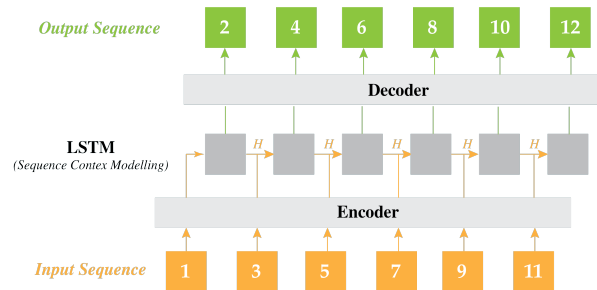 Output Sequence 2 4 6 8 10 12
Decoder
LSTM
(Sequence Contex Modelling)
H H H H H
Encoder
Input Sequence 1 3 5 7 9 11